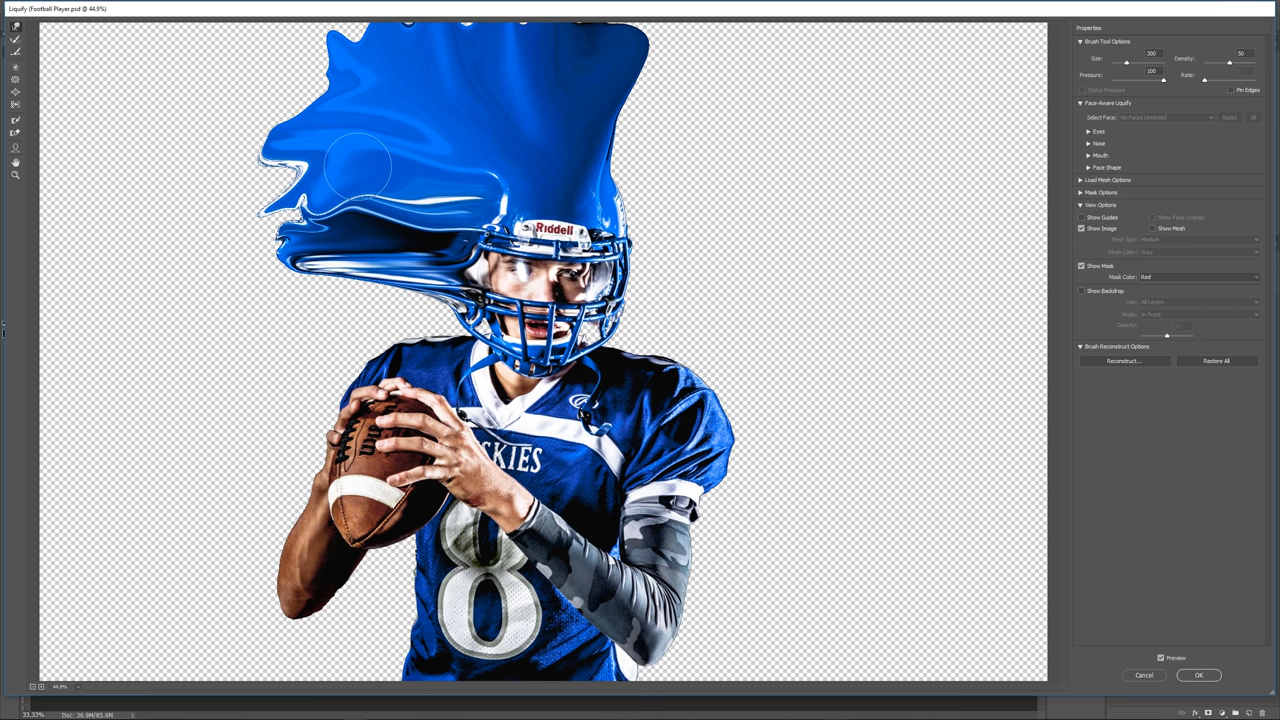 Liquify (Football Player.psd @ 44.9%)
Properties
Brush Tool Options
Size: 300 Density: 50
Pressure: 100 Rate:
Stylus Pressure Pin Edges
Face-Aware Liquify
Select Face: No Faces Detected Reset All
Eyes
Nose
Mouth
Face Shape
Load Mesh Options
Mask Options
View Options
Show Guides Show Face Overlay
Show Image Show Mesh
Mesh Size: Medium
Mesh Color: Gray
Show Mask
Mask Color: Red
Show Backdrop
Use: All Layers
Mode: In Front
Opacity:
Brush Reconstruct Options
Reconstruct... Restore All
Riddell
SKIES
8
Preview
Cancel OK
44.9%
33.33% Doc: 36.9M/85.6M
fx